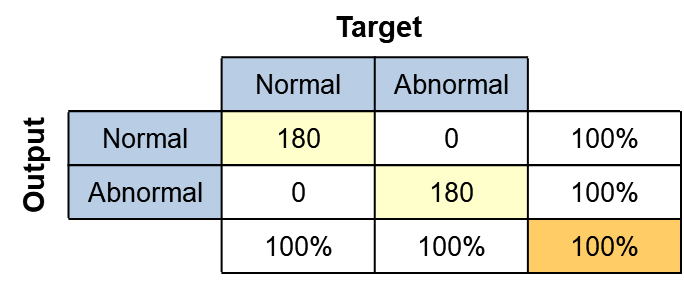 Target
Normal Abnormal
Output
Normal 180 0 100%
Abnormal 0 180 100%
100% 100% 100%